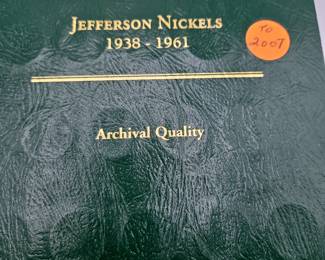 JEFFERSON NICKELS
1938 - 1961
TO
2007
Archival Quality